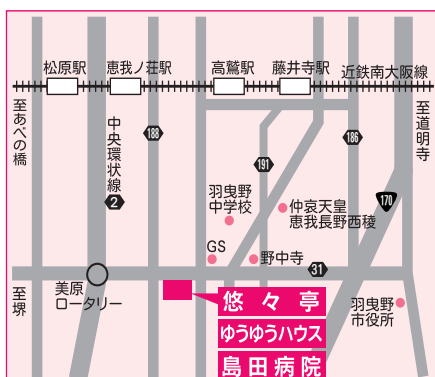 松原駅
恵我ノ荘駅
高鷲駅
藤井寺駅
近鉄南大阪線
至あべの橋
至道明寺
中央環状線
2
188
191
186
170
羽曳野
中学校
仲哀天皇
恵我長野西稜
GS
野中寺
31
美原
ロータリー
至堺
羽曳野
市役所
悠々亭
ゆうゆうハウス
島田病院